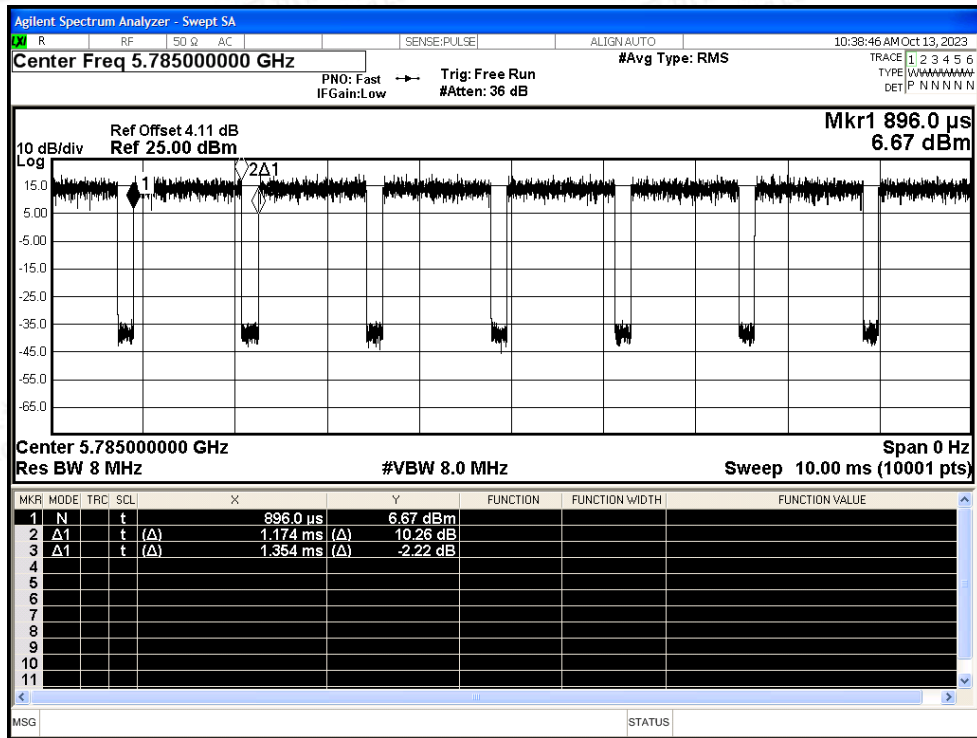 Agilent Spectrum Analyzer - Swept SA
LXI R RF 50 Ω AC SENSE:PULSE ALIGN AUTO 10:38:46 AM Oct 13, 2023
Center Freq 5.785000000 GHz #Avg Type: RMS TRACE 1 2 3 4 5 6
PNO: Fast Trig: Free Run TYPE
IFGain:Low #Atten: 36 dB DET P N N N N N
Mkr1 896.0 µs
Ref Offset 4.11 dB
10 dB/div Ref 25.00 dBm 6.67 dBm
Log
1 2Δ1
15.0
5.00
-5.00
-15.0
-25.0
-35.0
-45.0
-55.0
-65.0
Center 5.785000000 GHz Span 0 Hz
Res BW 8 MHz #VBW 8.0 MHz Sweep 10.00 ms (10001 pts)
MKR MODE TRC SCL X Y FUNCTION FUNCTION WIDTH FUNCTION VALUE
1 N t 896.0 µs 6.67 dBm
2 Δ1 t (Δ) 1.174 ms (Δ) 10.26 dB
3 Δ1 t (Δ) 1.354 ms (Δ) -2.22 dB
4
5
6
7
8
9
10
11
MSG STATUS